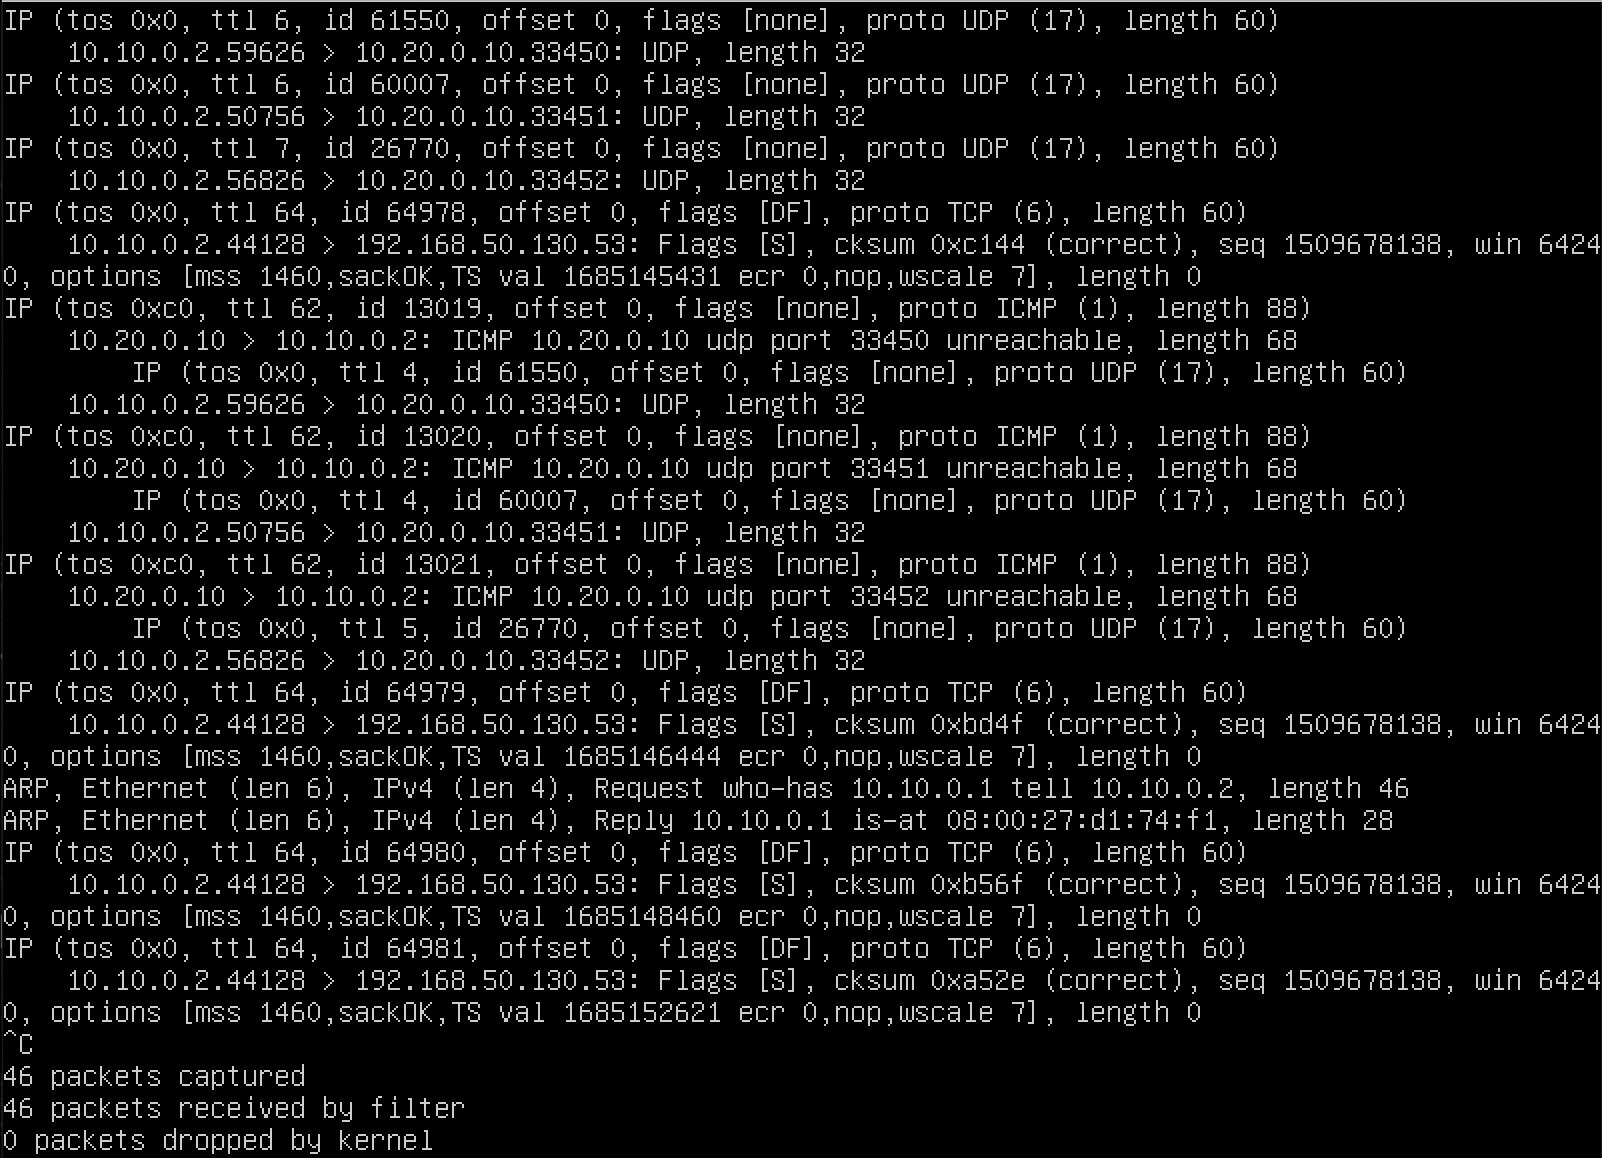 IP (tos 0x0, ttl 6, id 61550, offset 0, flags [none], proto UDP (17), length 60)
    10.10.0.2.59626 > 10.20.0.10.33450: UDP, length 32
IP (tos 0x0, ttl 6, id 60007, offset 0, flags [none], proto UDP (17), length 60)
    10.10.0.2.50756 > 10.20.0.10.33451: UDP, length 32
IP (tos 0x0, ttl 7, id 26770, offset 0, flags [none], proto UDP (17), length 60)
    10.10.0.2.56826 > 10.20.0.10.33452: UDP, length 32
IP (tos 0x0, ttl 64, id 64978, offset 0, flags [DF], proto TCP (6), length 60)
    10.10.0.2.44128 > 192.168.50.130.53: Flags [S], cksum 0xc144 (correct), seq 1509678138, win 6424
0, options [mss 1460,sackOK,TS val 1685145431 ecr 0,nop,wscale 7], length 0
IP (tos 0xc0, ttl 62, id 13019, offset 0, flags [none], proto ICMP (1), length 88)
    10.20.0.10 > 10.10.0.2: ICMP 10.20.0.10 udp port 33450 unreachable, length 68
        IP (tos 0x0, ttl 4, id 61550, offset 0, flags [none], proto UDP (17), length 60)
    10.10.0.2.59626 > 10.20.0.10.33450: UDP, length 32
IP (tos 0xc0, ttl 62, id 13020, offset 0, flags [none], proto ICMP (1), length 88)
    10.20.0.10 > 10.10.0.2: ICMP 10.20.0.10 udp port 33451 unreachable, length 68
        IP (tos 0x0, ttl 4, id 60007, offset 0, flags [none], proto UDP (17), length 60)
    10.10.0.2.50756 > 10.20.0.10.33451: UDP, length 32
IP (tos 0xc0, ttl 62, id 13021, offset 0, flags [none], proto ICMP (1), length 88)
    10.20.0.10 > 10.10.0.2: ICMP 10.20.0.10 udp port 33452 unreachable, length 68
        IP (tos 0x0, ttl 5, id 26770, offset 0, flags [none], proto UDP (17), length 60)
    10.10.0.2.56826 > 10.20.0.10.33452: UDP, length 32
IP (tos 0x0, ttl 64, id 64979, offset 0, flags [DF], proto TCP (6), length 60)
    10.10.0.2.44128 > 192.168.50.130.53: Flags [S], cksum 0xbd4f (correct), seq 1509678138, win 6424
0, options [mss 1460,sackOK,TS val 1685146444 ecr 0,nop,wscale 7], length 0
ARP, Ethernet (len 6), IPv4 (len 4), Request who-has 10.10.0.1 tell 10.10.0.2, length 46
ARP, Ethernet (len 6), IPv4 (len 4), Reply 10.10.0.1 is-at 08:00:27:d1:74:f1, length 28
IP (tos 0x0, ttl 64, id 64980, offset 0, flags [DF], proto TCP (6), length 60)
    10.10.0.2.44128 > 192.168.50.130.53: Flags [S], cksum 0xb56f (correct), seq 1509678138, win 6424
0, options [mss 1460,sackOK,TS val 1685148460 ecr 0,nop,wscale 7], length 0
IP (tos 0x0, ttl 64, id 64981, offset 0, flags [DF], proto TCP (6), length 60)
    10.10.0.2.44128 > 192.168.50.130.53: Flags [S], cksum 0xa52e (correct), seq 1509678138, win 6424
0, options [mss 1460,sackOK,TS val 1685152621 ecr 0,nop,wscale 7], length 0
^C
46 packets captured
46 packets received by filter
0 packets dropped by kernel